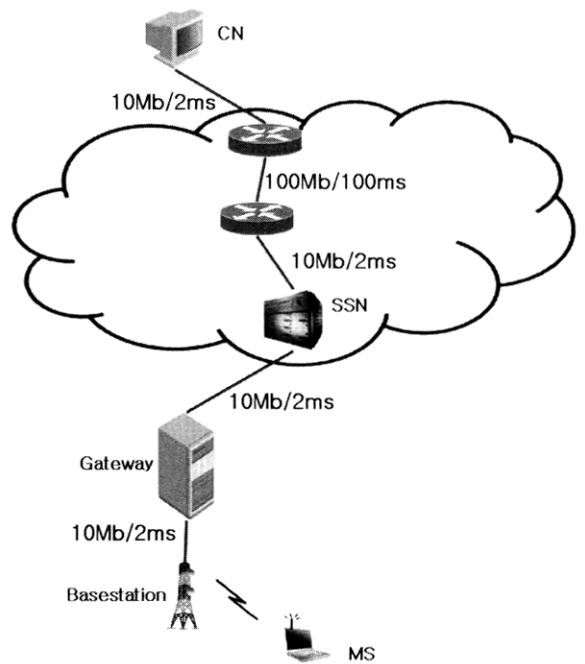 CN
10Mb/2ms
100Mb/100ms
10Mb/2ms
SSN
10Mb/2ms
Gateway
10Mb/2ms
Basestation
MS